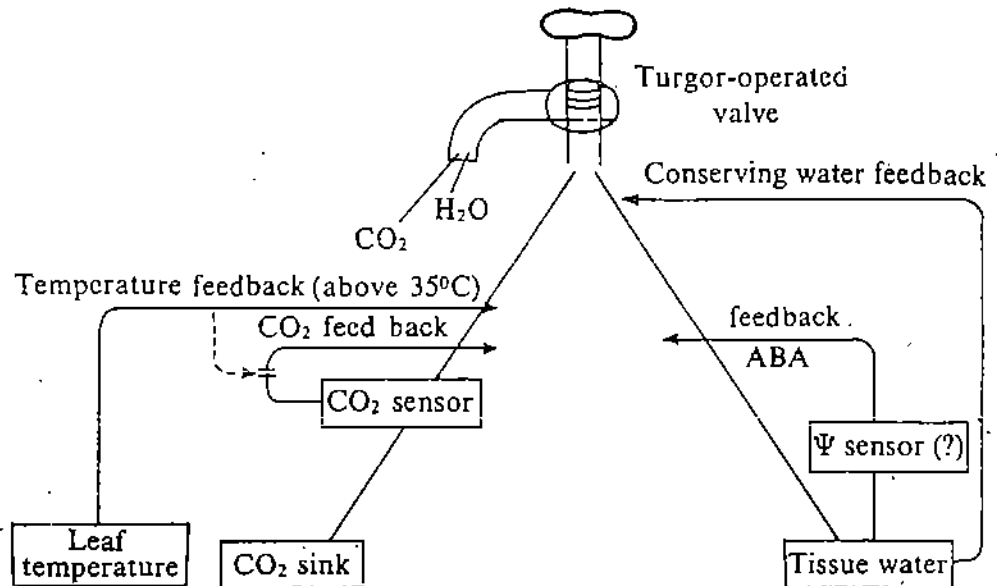 Turgor-operated
valve
Conserving water feedback
H₂O
CO₂
Temperature feedback (above 35⁰C)
CO₂ feed back
feedback
ABA
CO₂ sensor
Ψ sensor (?)
Leaf
temperature
CO₂ sink
Tissue water